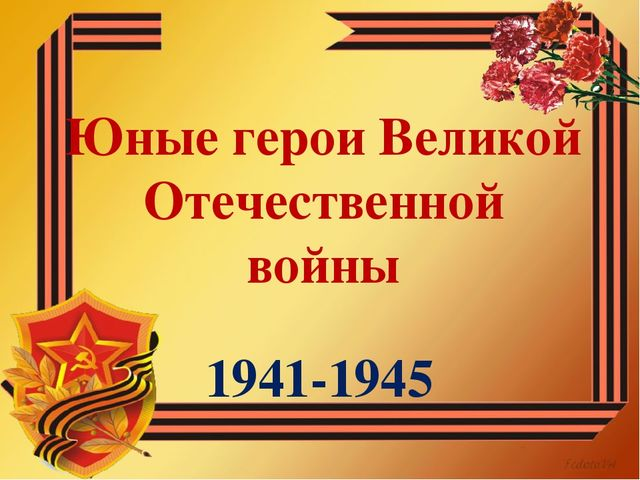 Юные герои Великой
Отечественной
войны
1941-1945